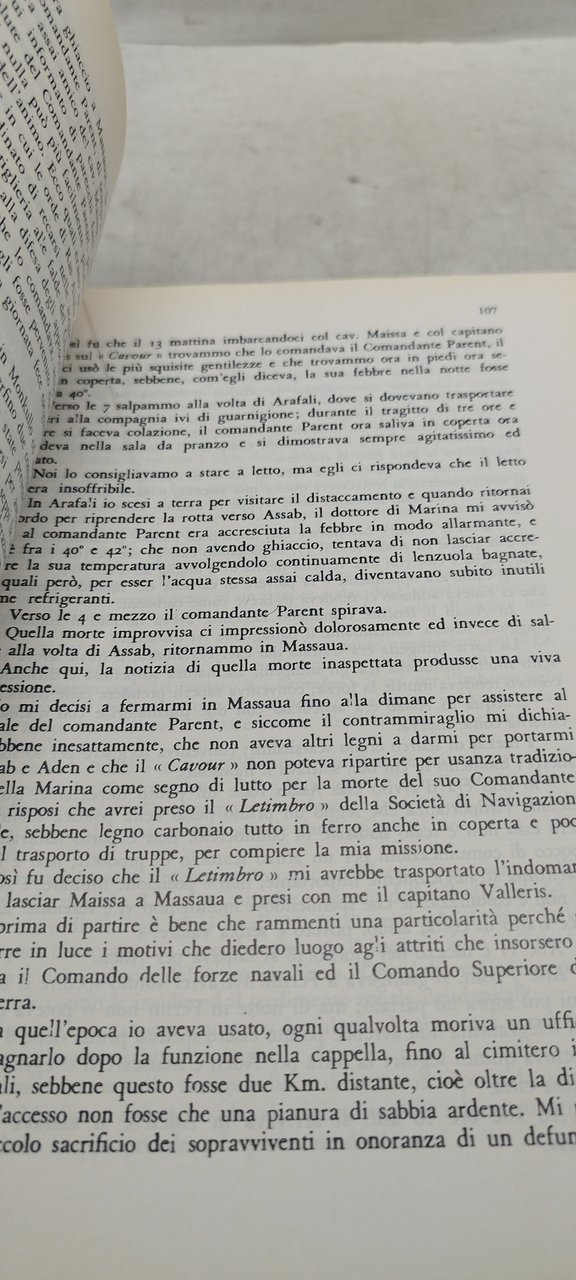 107
sì fu che il 13 mattina imbarcandoci col cav. Maissa e col capitano
s sul « Cavour » trovammo che lo comandava il Comandante Parent, il
ci usò le più squisite gentilezze e che trovammo ora in piedi ora se-
n coperta, sebbene, com'egli diceva, la sua febbre nella notte fosse
a 40°.
Verso le 7 salpammo alla volta di Arafali, dove si dovevano trasportare
eri alla compagnia ivi di guarnigione; durante il tragitto di tre ore e
re si faceva colazione, il comandante Parent ora saliva in coperta ora
deva nella sala da pranzo e si dimostrava sempre agitatissimo ed
ato.
Noi lo consigliavamo a stare a letto, ma egli ci rispondeva che il letto
era insoffribile.
In Arafali io scesi a terra per visitare il distaccamento e quando ritornai
ordo per riprendere la rotta verso Assab, il dottore di Marina mi avvisò
al comandante Parent era accresciuta la febbre in modo allarmante, e
è fra i 40° e 42°; che non avendo ghiaccio, tentava di non lasciar accre-
re la sua temperatura avvolgendolo continuamente di lenzuola bagnate,
quali però, per esser l'acqua stessa assai calda, diventavano subito inutili
me refrigeranti.
Verso le 4 e mezzo il comandante Parent spirava.
Quella morte improvvisa ci impressionò dolorosamente ed invece di sal-
alla volta di Assab, ritornammo in Massaua.
Anche qui, la notizia di quella morte inaspettata produsse una viva
essione.
o mi decisi a fermarmi in Massaua fino alla dimane per assistere al
ale del comandante Parent, e siccome il contrammiraglio mi dichia-
bbene inesattamente, che non aveva altri legni a darmi per portarmi
ab e Aden e che il « Cavour » non poteva ripartire per usanza tradizio-
ella Marina come segno di lutto per la morte del suo Comandante
risposi che avrei preso il « Letimbro » della Società di Navigazion
le, sebbene legno carbonaio tutto in ferro anche in coperta e poc
l trasporto di truppe, per compiere la mia missione.
osì fu deciso che il « Letimbro » mi avrebbe trasportato l'indoman
lasciar Maissa a Massaua e presi con me il capitano Valleris.
prima di partire è bene che rammenti una particolarità perché
rre in luce i motivi che diedero luogo agli attriti che insorsero
a il Comando delle forze navali ed il Comando Superiore d
erra.
n quell'epoca io aveva usato, ogni qualvolta moriva un uffi
agnarlo dopo la funzione nella cappella, fino al cimitero i
ali, sebbene questo fosse due Km. distante, cioè oltre la di
l'accesso non fosse che una pianura di sabbia ardente. Mi
ccolo sacrificio dei sopravviventi in onoranza di un defun